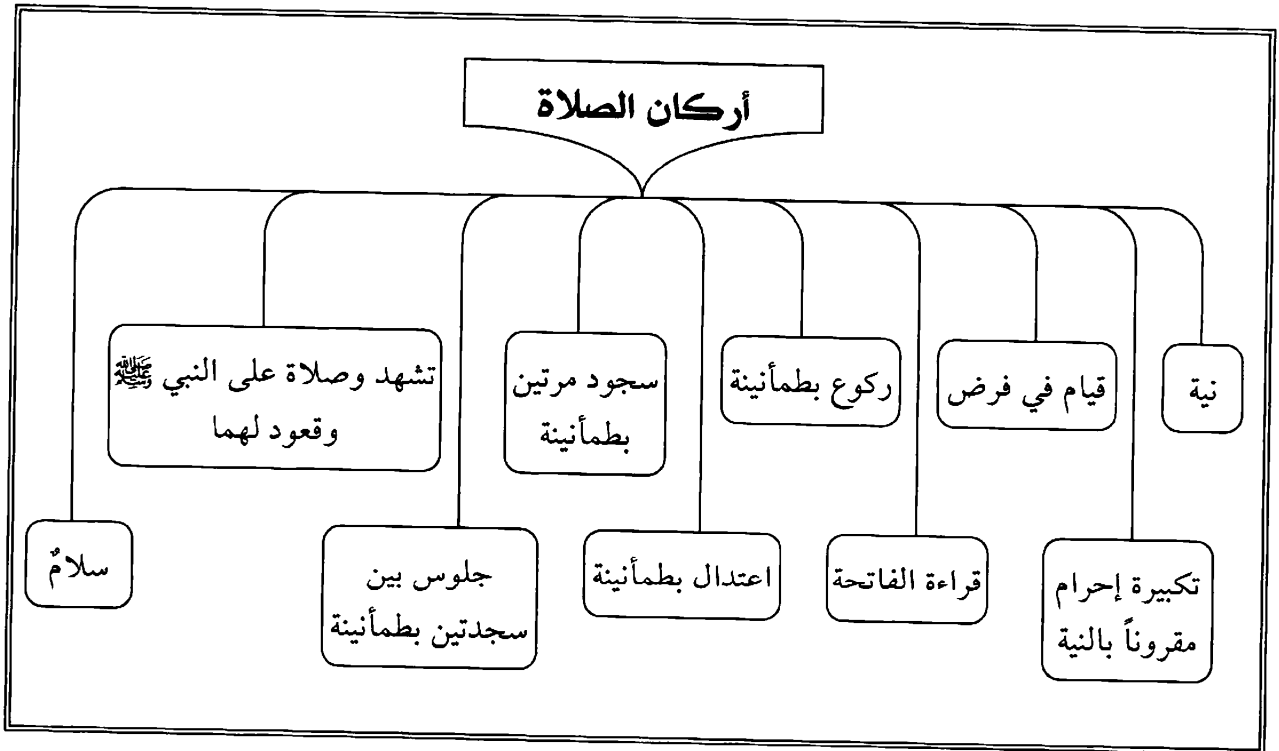 أركان الصلاة
نية
تكبيرة إحرام
مقروناً بالنية
قيام في فرض
قراءة الفاتحة
ركوع بطمأنينة
اعتدال بطمأنينة
سجود مرتين
بطمأنينة
جلوس بين
سجدتين بطمأنينة
تشهد وصلاة على النبي ﷺ
وقعود لهما
سلامٌ